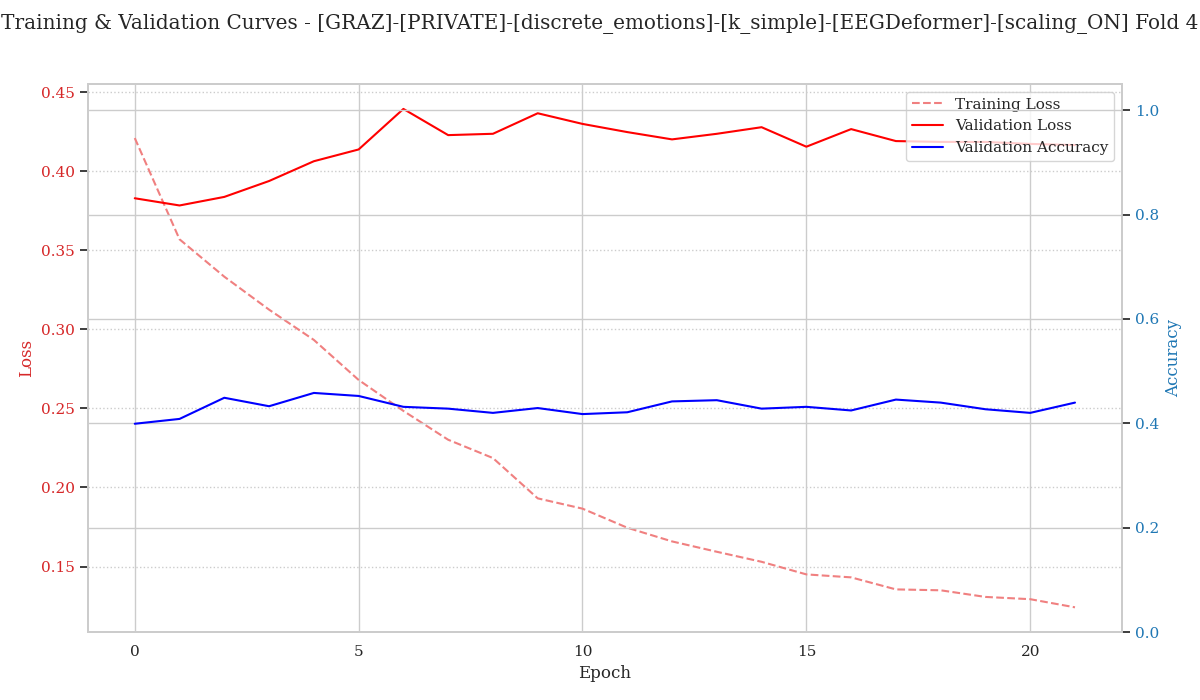 Training & Validation Curves - [GRAZ]-[PRIVATE]-[discrete_emotions]-[k_simple]-[EEGDeformer]-[scaling_ON] Fold 4
Training Loss
Validation Loss
Validation Accuracy
0.45
0.40
0.35
0.30
0.25
0.20
0.15
Loss
1.0
0.8
0.6
0.4
0.2
0.0
Accuracy
0
5
10
15
20
Epoch